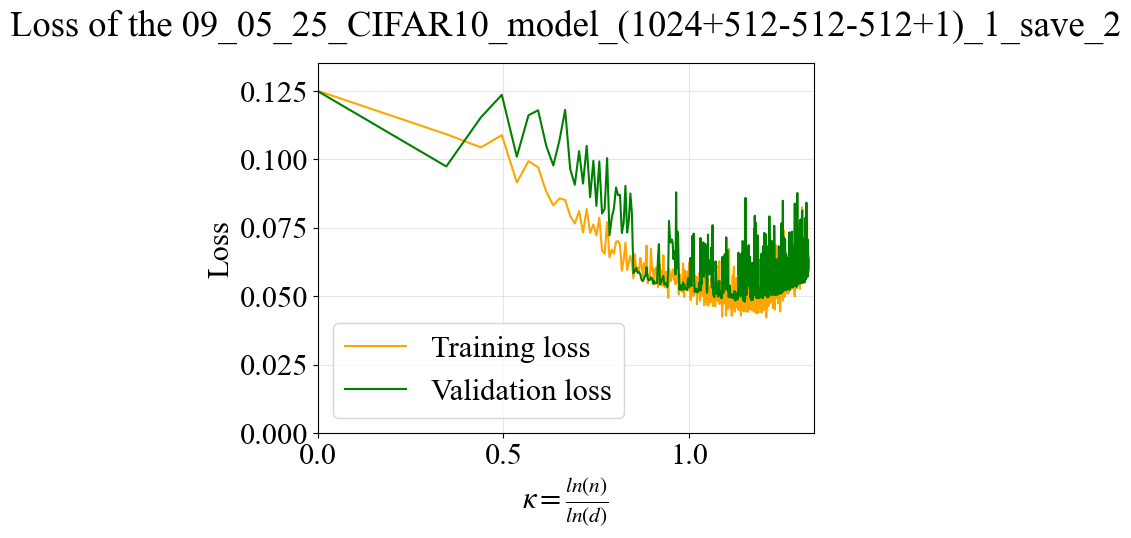 Loss of the 09_05_25_CIFAR10_model_(1024+512-512-512+1)_1_save_2
0.125
0.100
0.075
0.050
0.025
0.000
Loss
Training loss
Validation loss
0.0 0.5 1.0
κ = ln(n) / ln(d)